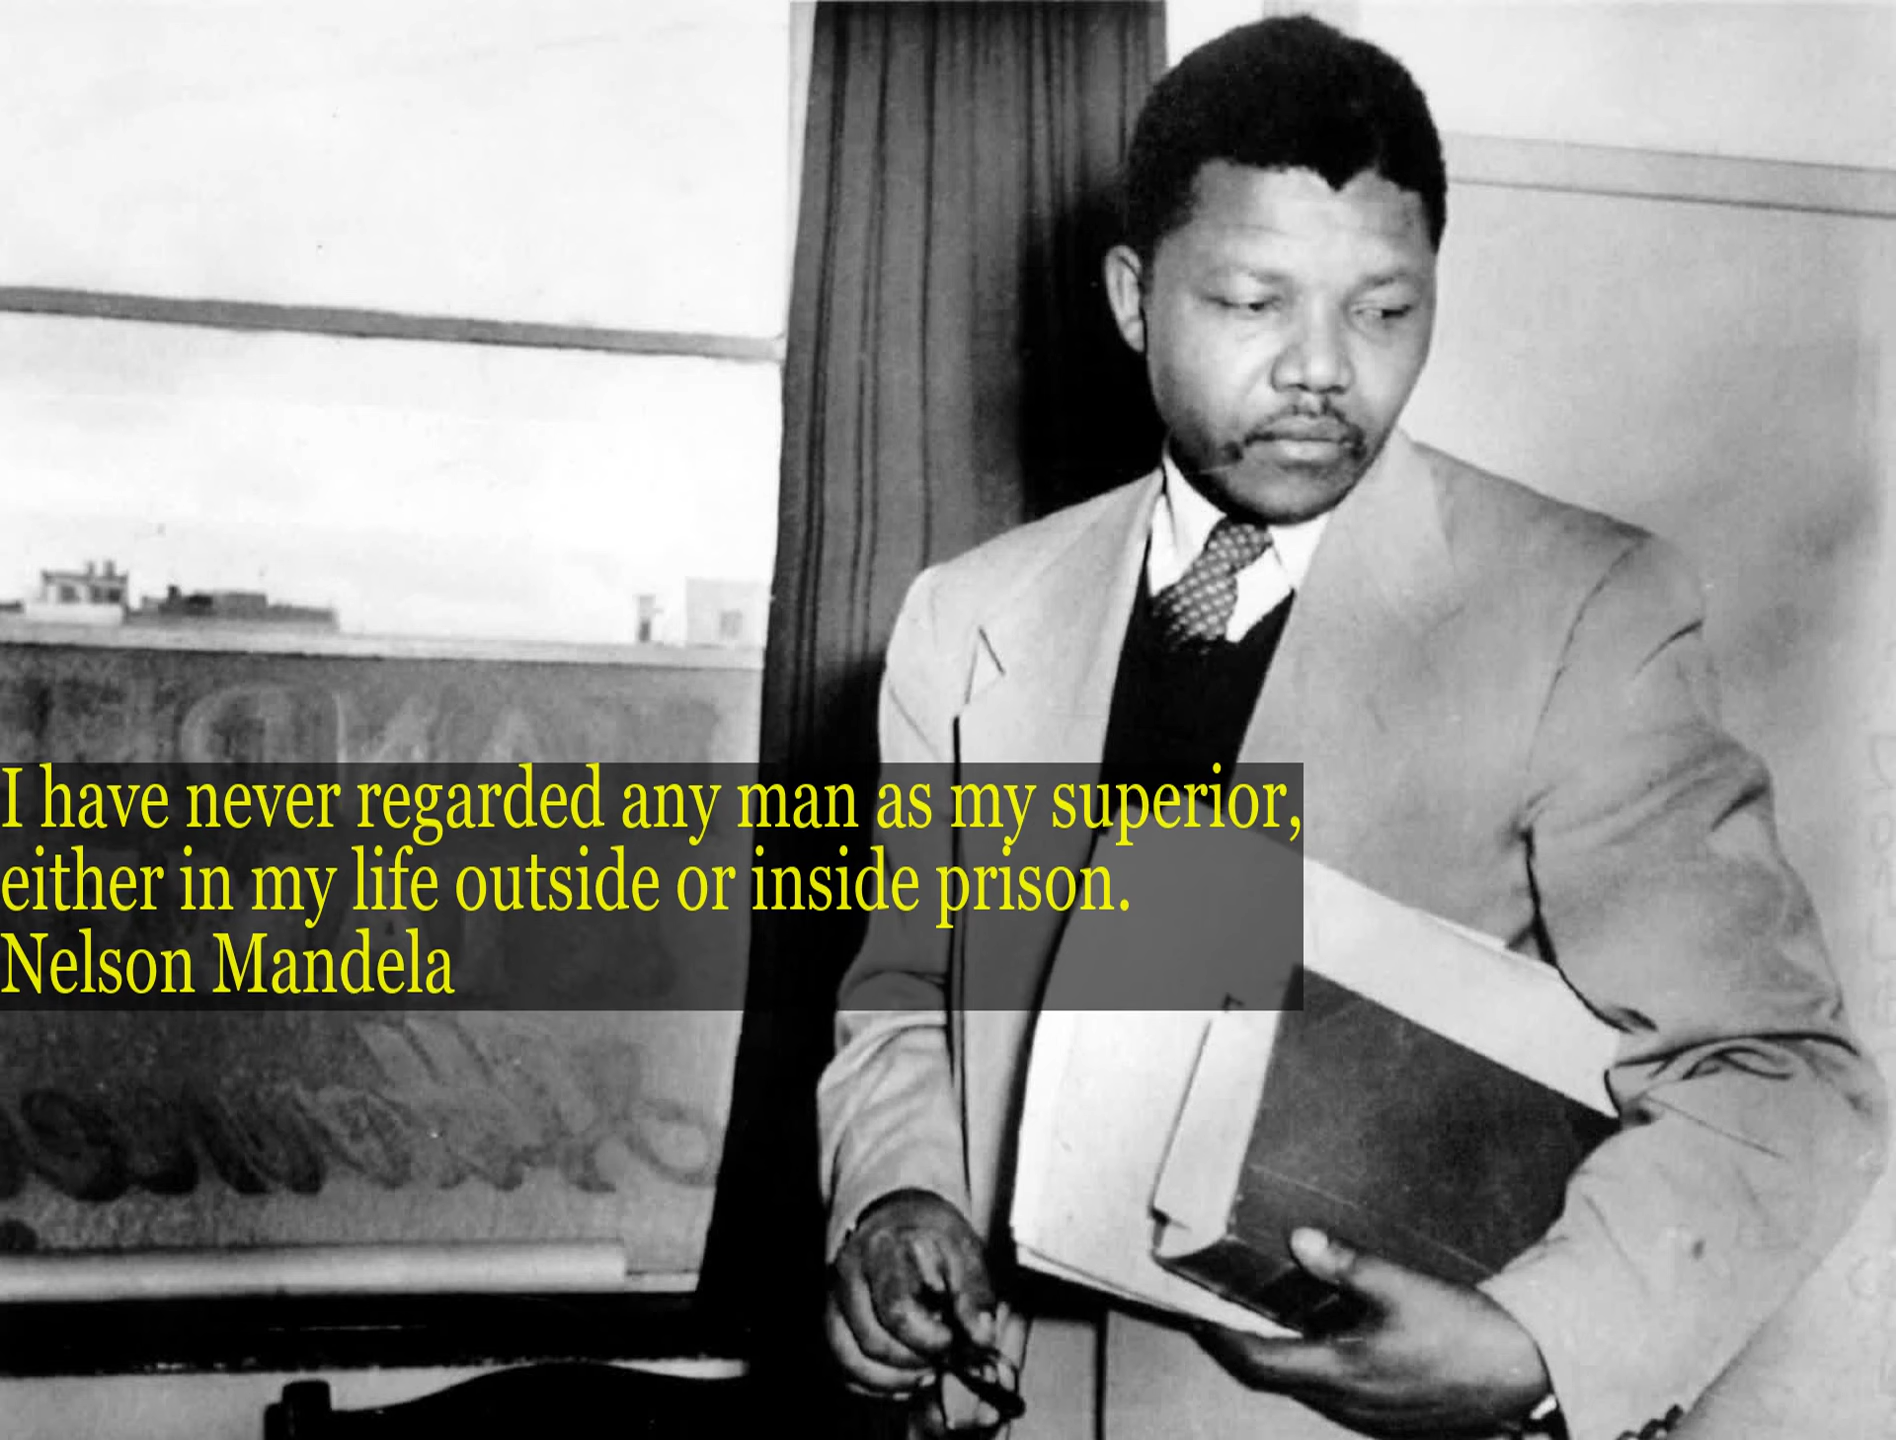 I have never regarded any man as my superior,
either in my life outside or inside prison.
Nelson Mandela